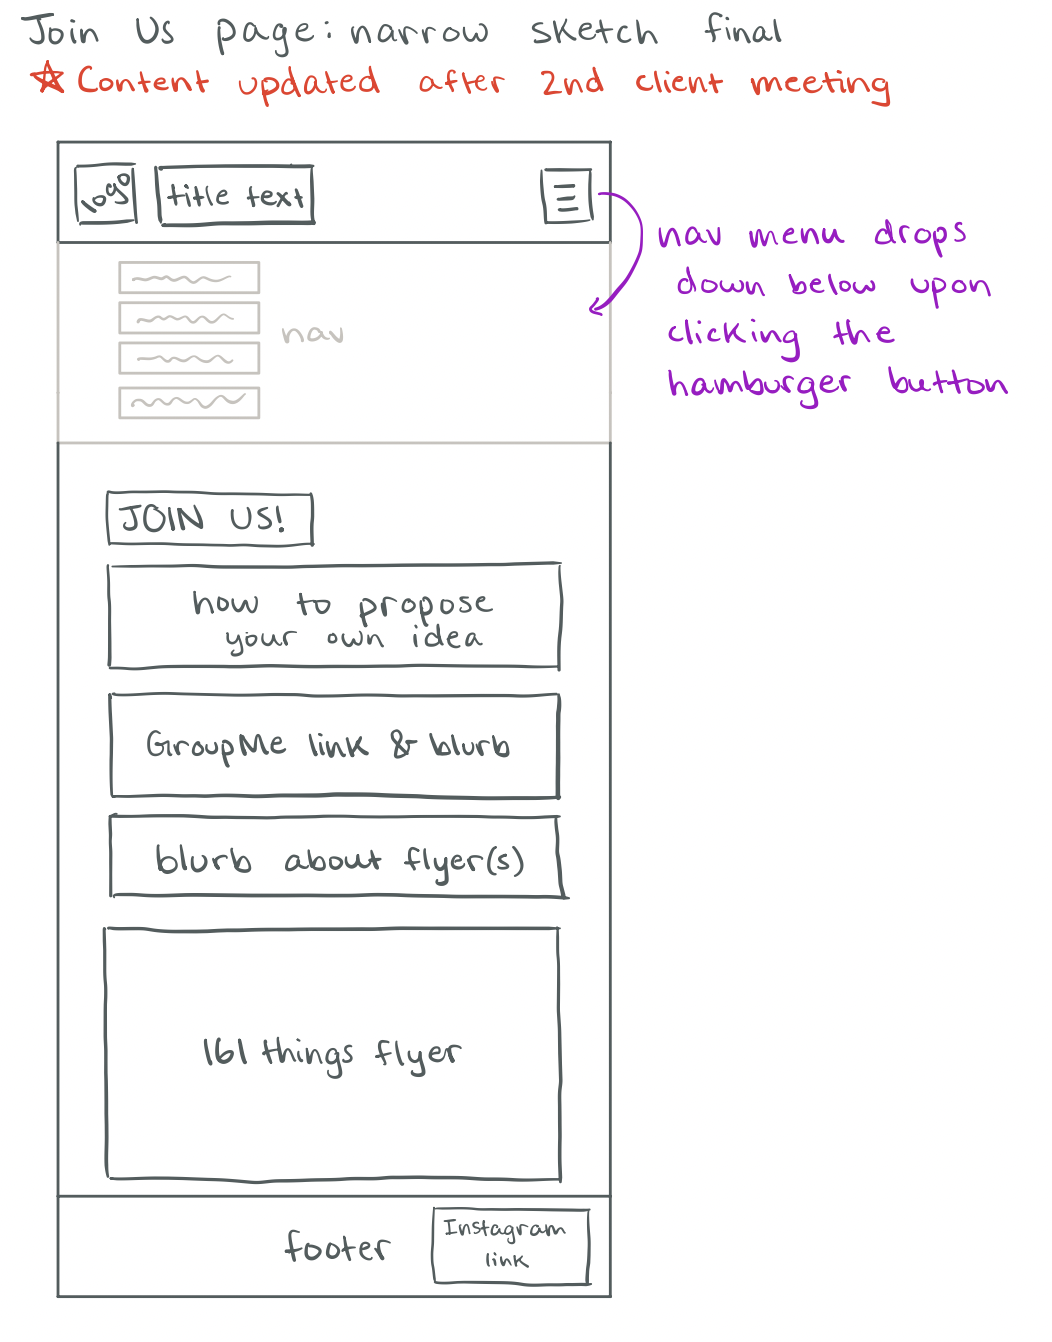 Join Us page: narrow sketch final
☆ Content updated after 2nd client meeting
logo
title text
nav menu drops
down below upon
clicking the
hamburger button
nav
JOIN US!
how to propose
your own idea
GroupMe link & blurb
blurb about flyer(s)
161 things flyer
footer
Instagram
link